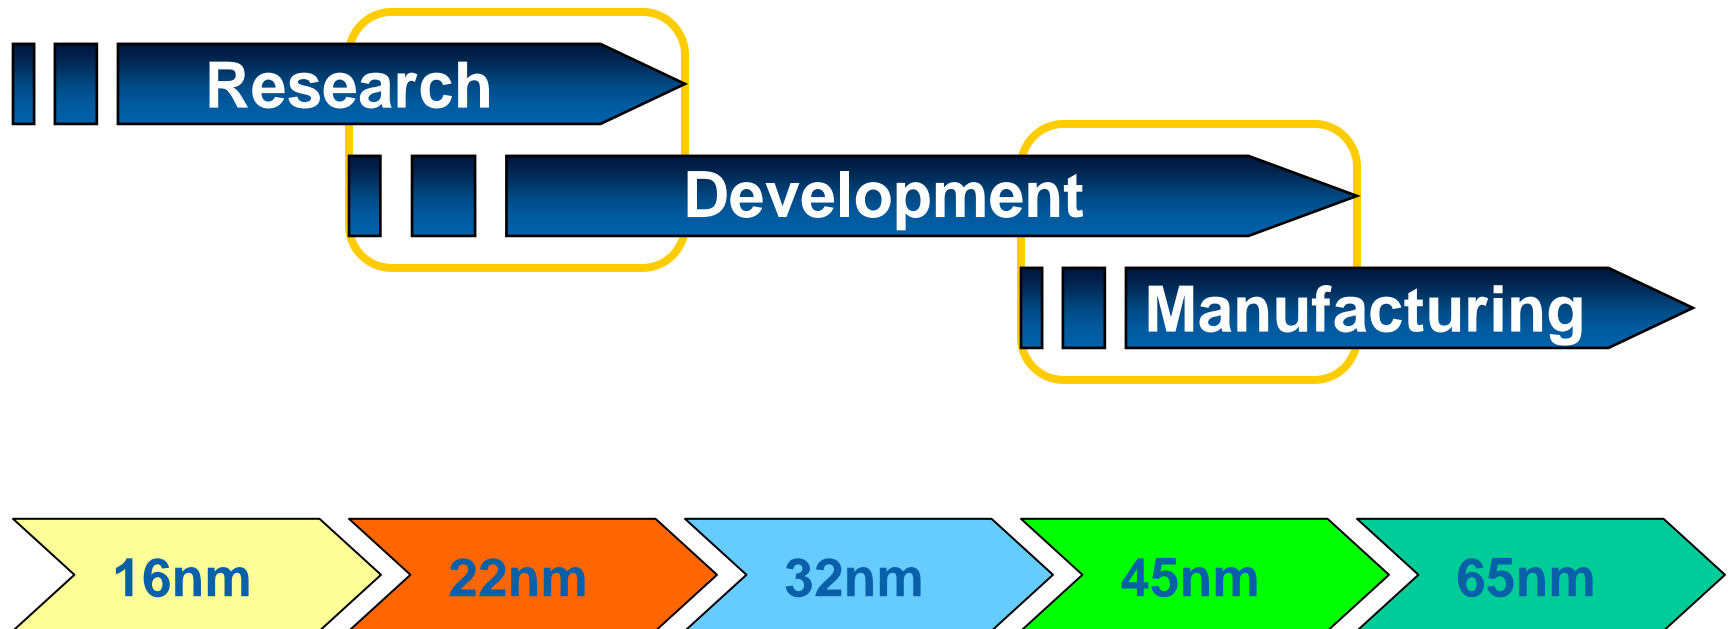 Research
Development
Manufacturing
16nm
22nm
32nm
45nm
65nm